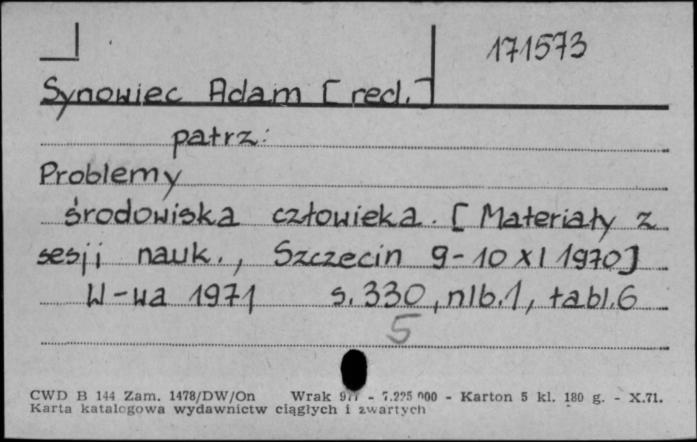 171573
Synowiec Adam [red.]
patrz:
Problemy
środowiska człowieka. [Materiały z
sesji nauk., Szczecin 9-10 XI 1970]
W-wa 1971 s. 330, nlb. 1, tabl. 6
5
CWD B 144 Zam. 1478/DW/On Wrak 977 - 7.225 000 - Karton 5 kl. 180 g. - X.71.
Karta katalogowa wydawnictw ciągłych i zwartych